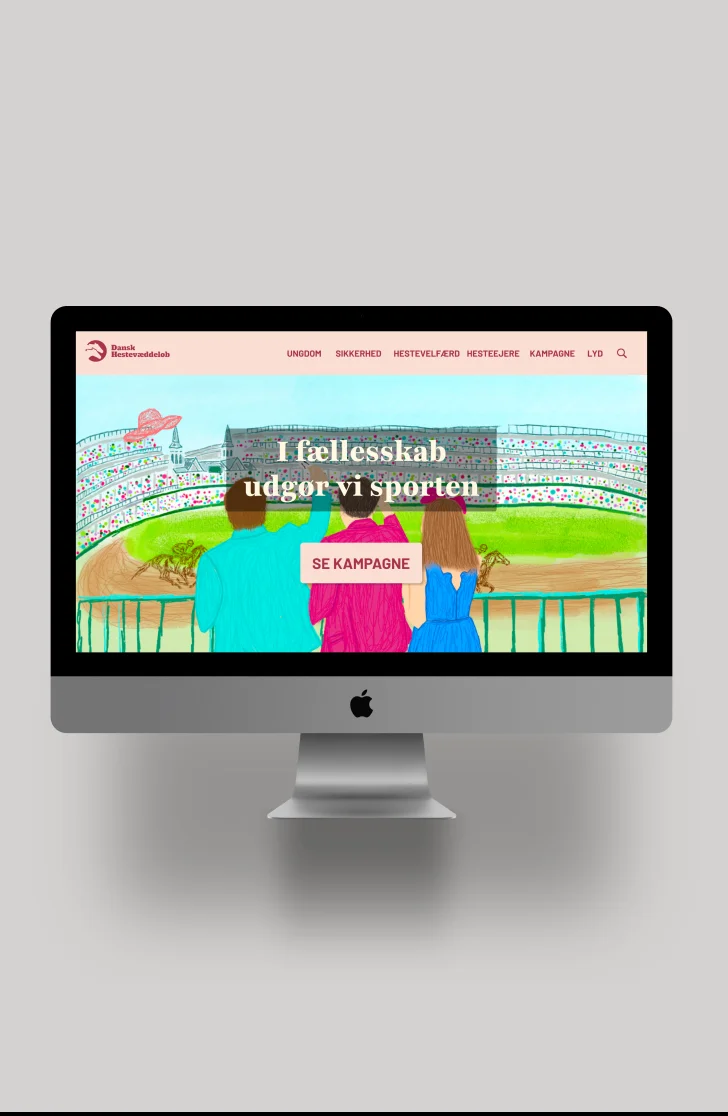 Dansk
Hestevæddeløb
UNGDOM SIKKERHED HESTEVELFÆRD HESTEEJERE KAMPAGNE LYD
I fællesskab
udgør vi sporten
SE KAMPAGNE